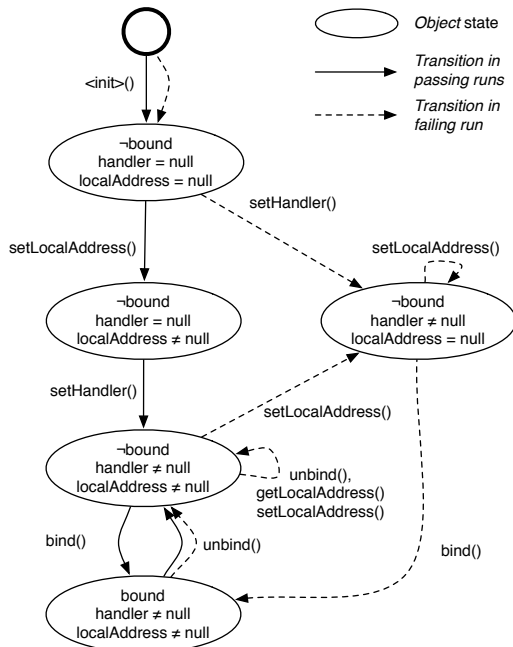 Object state
<init>()
Transition in
passing runs
Transition in
failing run
¬bound
handler = null
localAddress = null
setHandler()
setLocalAddress()
setLocalAddress()
¬bound
handler = null
localAddress ≠ null
¬bound
handler ≠ null
localAddress = null
setHandler()
setLocalAddress()
¬bound
handler ≠ null
localAddress ≠ null
unbind(),
getLocalAddress()
setLocalAddress()
bind()
unbind()
bind()
bound
handler ≠ null
localAddress ≠ null